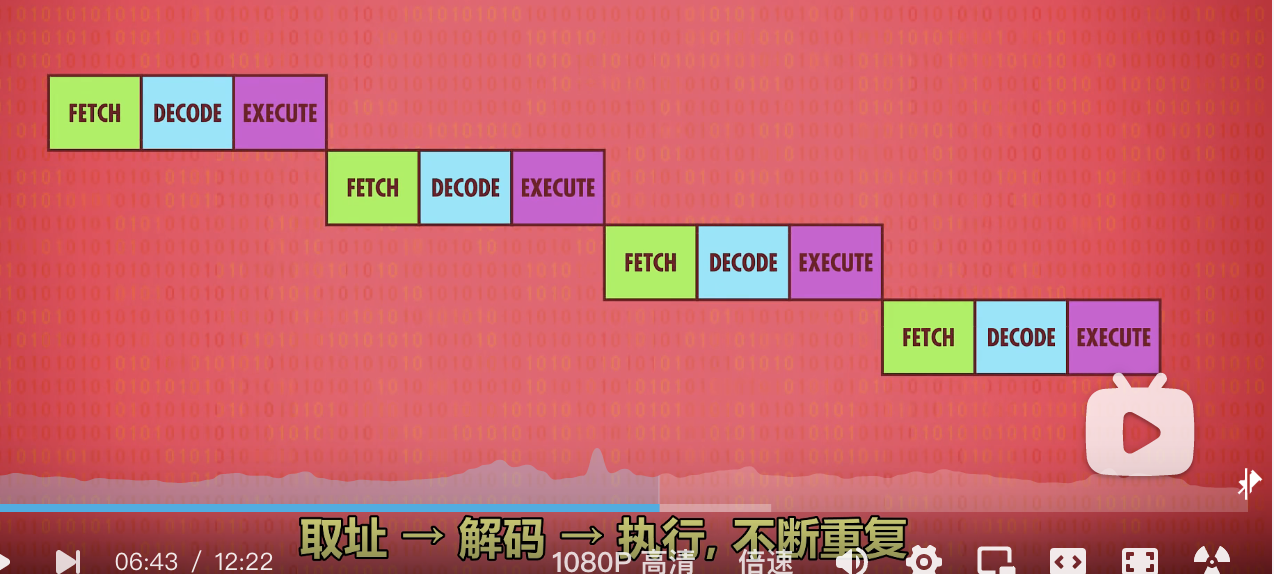 FETCH DECODE EXECUTE
FETCH DECODE EXECUTE
FETCH DECODE EXECUTE
FETCH DECODE EXECUTE
取址 → 解码 → 执行, 不断重复
06:43 / 12:22 1080P 高清 倍速